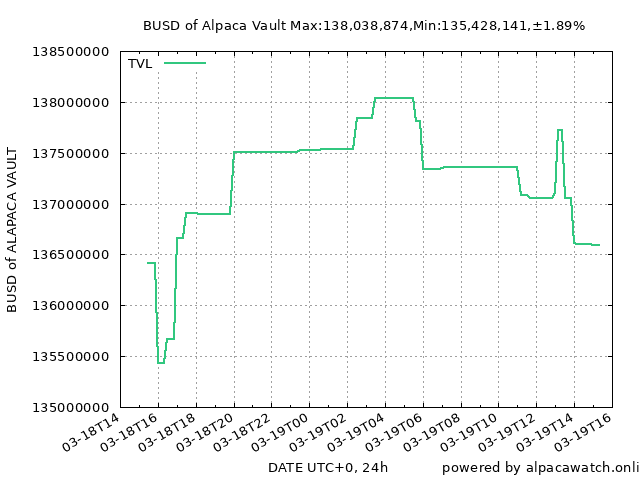 BUSD of Alpaca Vault Max:138,038,874,Min:135,428,141,±1.89%
138500000
TVL
138000000
137500000
137000000
136500000
136000000
135500000
135000000
BUSD of ALAPACA VAULT
03-18T14
03-18T16
03-18T18
03-18T20
03-18T22
03-19T00
03-19T02
03-19T04
03-19T06
03-19T08
03-19T10
03-19T12
03-19T14
03-19T16
DATE UTC+0, 24h
powered by alpacawatch.onli